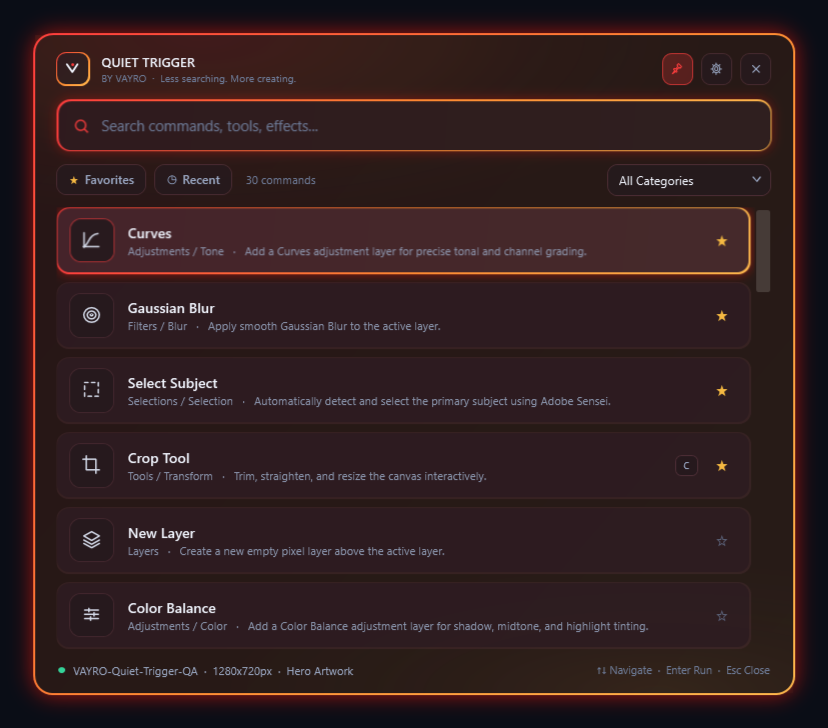 QUIET TRIGGER
BY VAYRO · Less searching. More creating.
Search commands, tools, effects...
★ Favorites
Recent
30 commands
All Categories
Curves
Adjustments / Tone · Add a Curves adjustment layer for precise tonal and channel grading.
Gaussian Blur
Filters / Blur · Apply smooth Gaussian Blur to the active layer.
Select Subject
Selections / Selection · Automatically detect and select the primary subject using Adobe Sensei.
Crop Tool
Tools / Transform · Trim, straighten, and resize the canvas interactively.
C
New Layer
Layers · Create a new empty pixel layer above the active layer.
Color Balance
Adjustments / Color · Add a Color Balance adjustment layer for shadow, midtone, and highlight tinting.
VAYRO-Quiet-Trigger-QA · 1280x720px · Hero Artwork
↑↓ Navigate · Enter Run · Esc Close